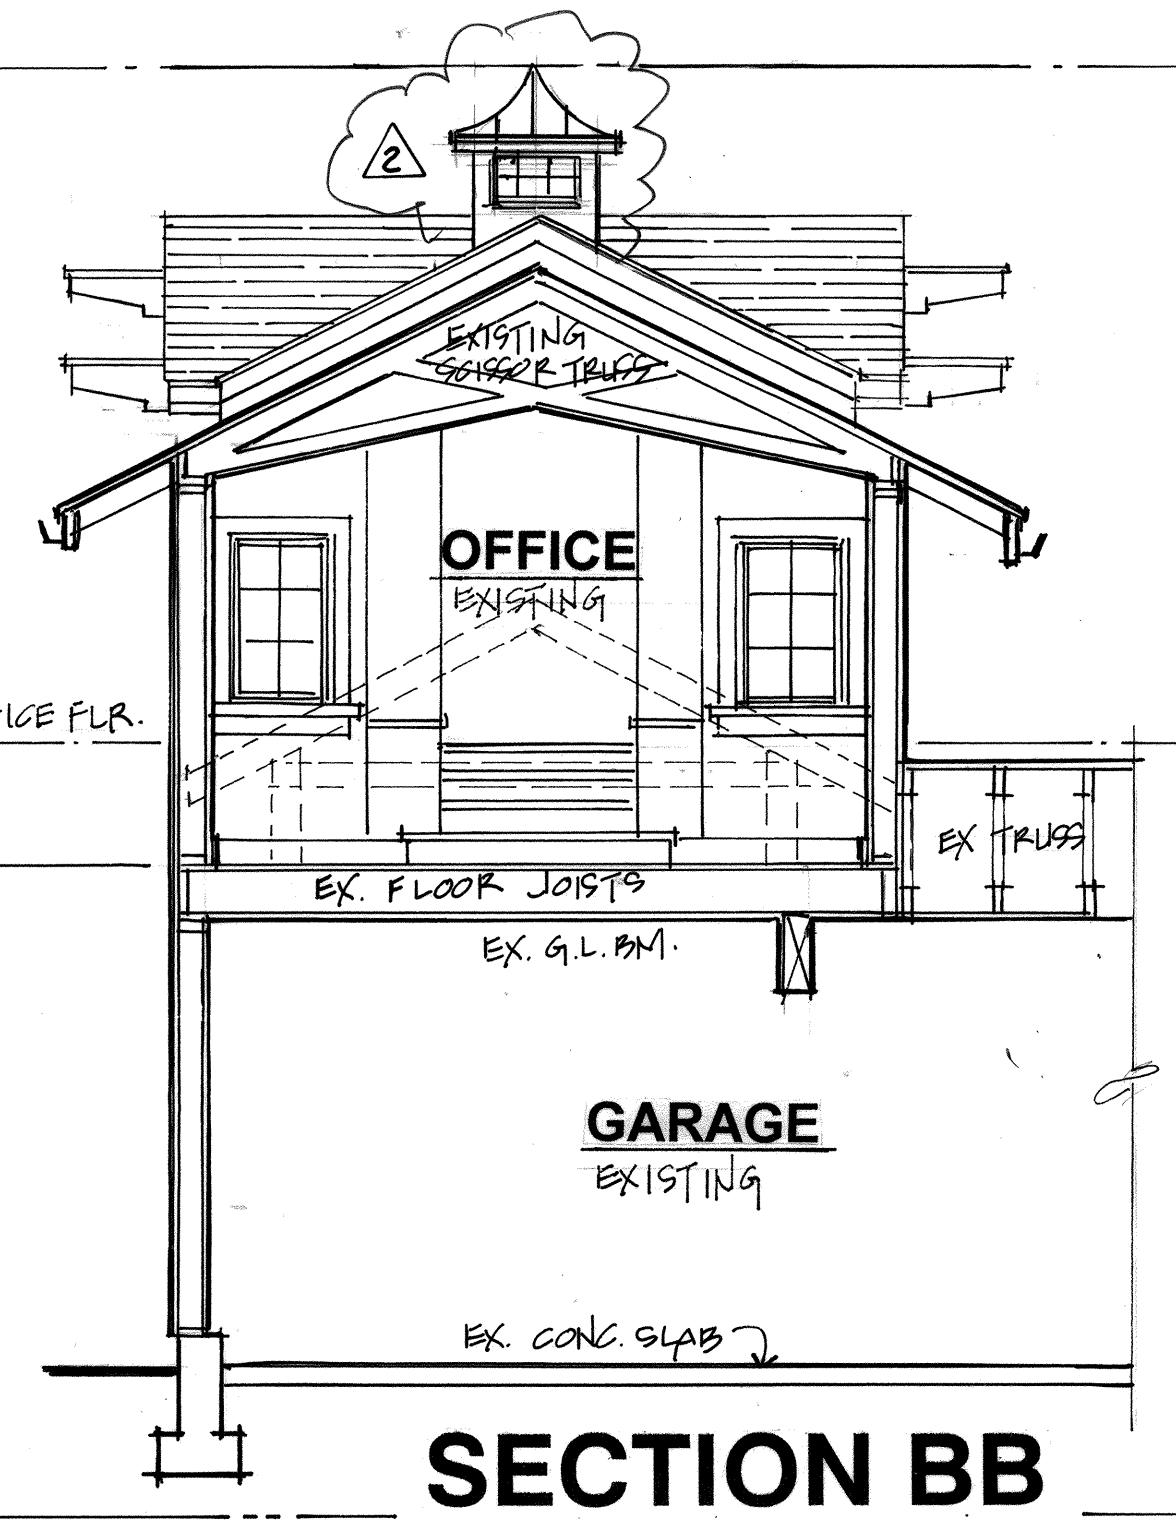 2
EXISTING
SCISSOR TRUSS
OFFICE
EXISTING
ICE FLR.
EX TRUSS
EX. FLOOR JOISTS
EX. G.L. BM.
GARAGE
EXISTING
EX. CONC. SLAB
SECTION BB